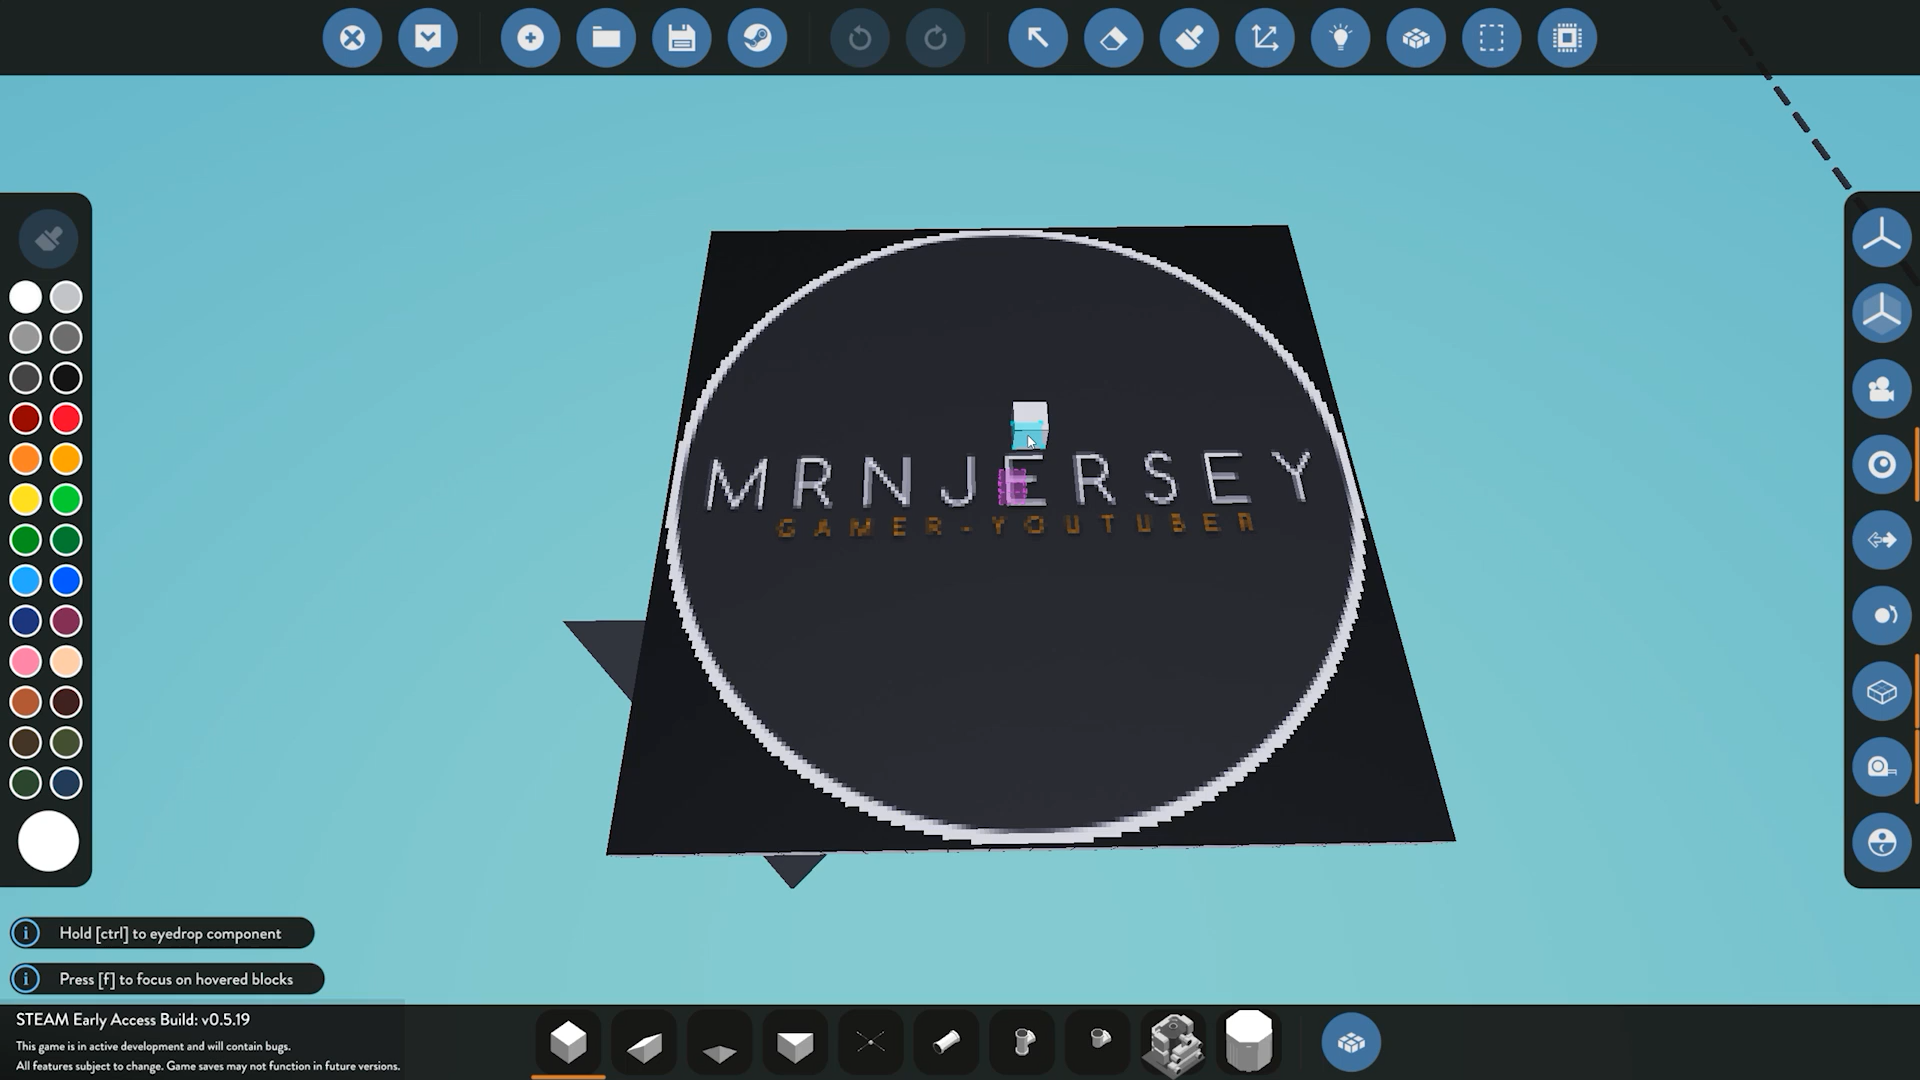 MRNJERSEY
GAMER-YOUTUBER
Hold [ctrl] to eyedrop component
Press [f] to focus on hovered blocks
STEAM Early Access Build: v0.5.19
This game is in active development and will contain bugs.
All features subject to change. Game saves may not function in future versions.